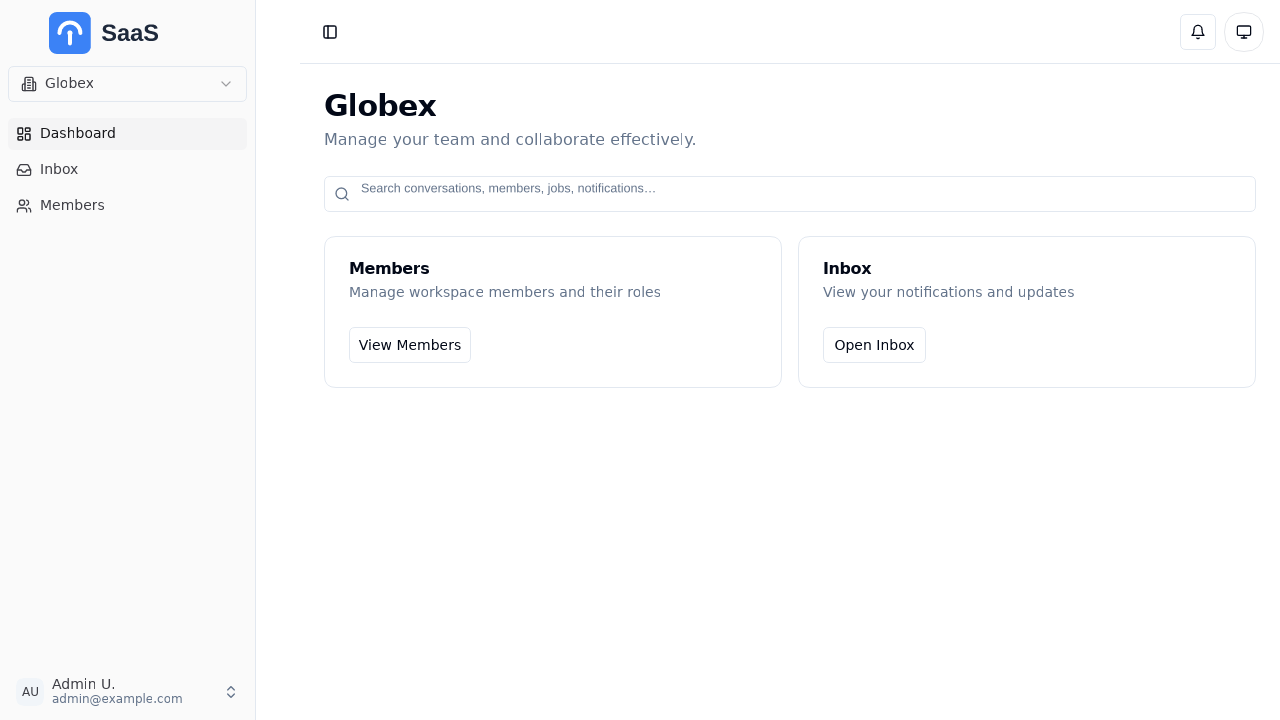 SaaS
Globex
Dashboard
Inbox
Members
Globex
Manage your team and collaborate effectively.
Search conversations, members, jobs, notifications...
Members
Manage workspace members and their roles
View Members
Inbox
View your notifications and updates
Open Inbox
AU
Admin U.
admin@example.com